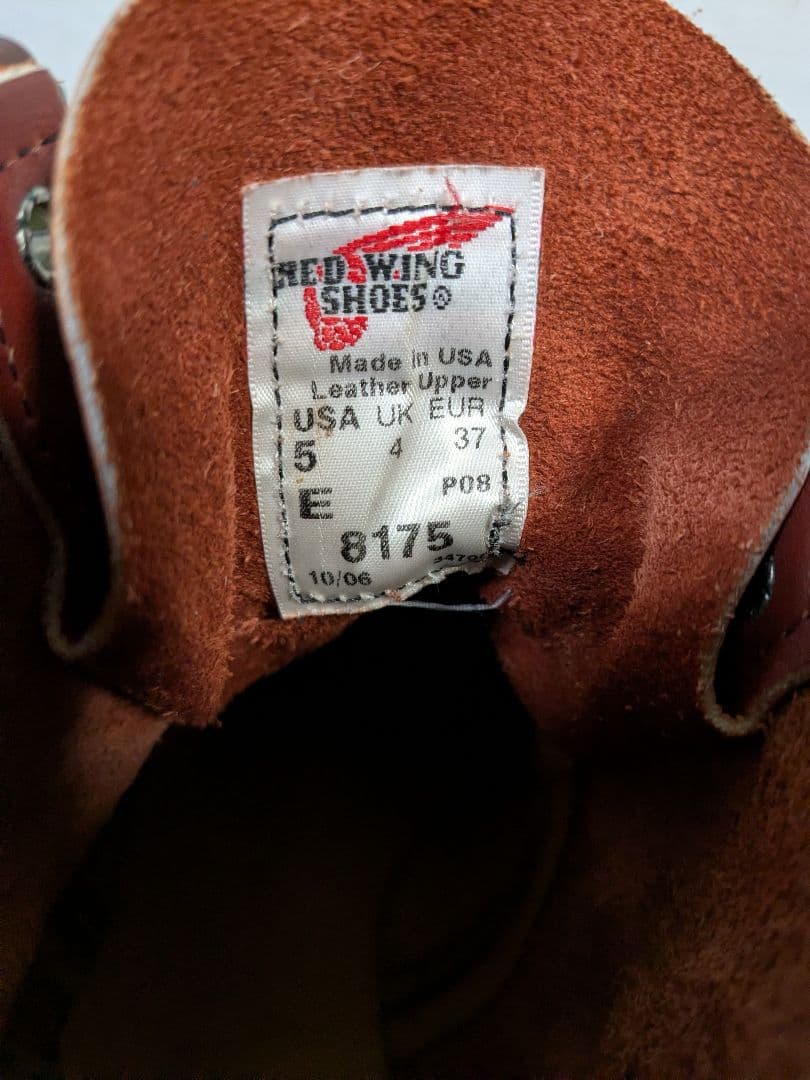 RED WING
SHOES®
Made in USA
Leather Upper
USA UK EUR
5 4 37
E P08
8175
10/06